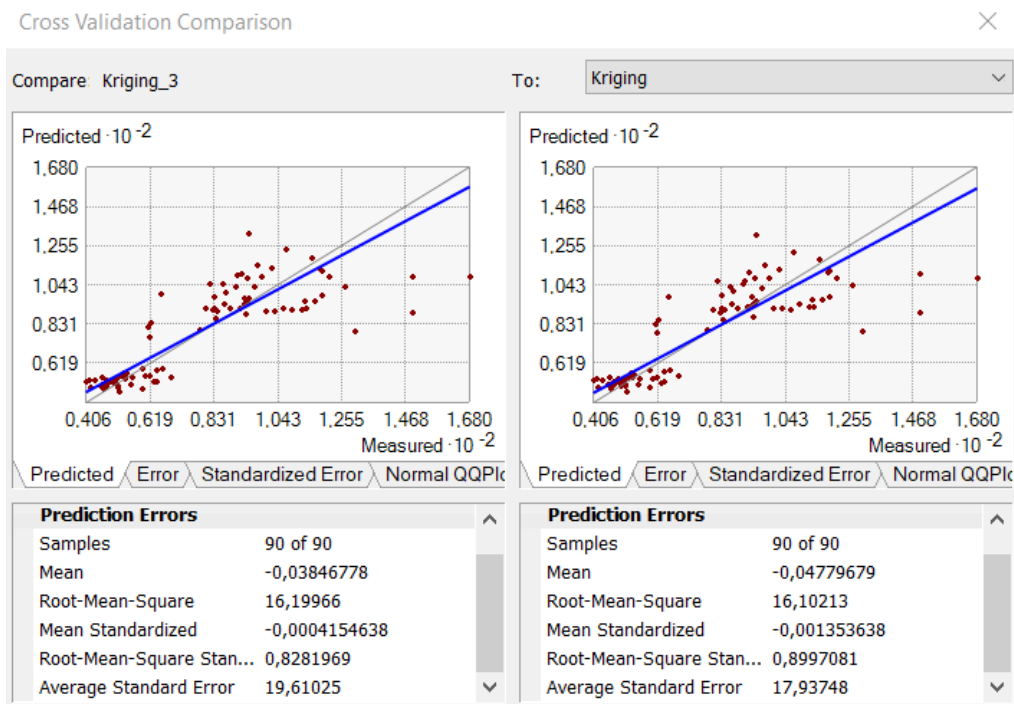 Cross Validation Comparison
Compare: Kriging_3
To: Kriging
Predicted · 10 -2
1,680
1,468
1,255
1,043
0,831
0,619
0,406 0,619 0,831 1,043 1,255 1,468 1,680
Measured · 10 -2
Predicted Error Standardized Error Normal QQPlo
Prediction Errors
Samples 90 of 90
Mean -0,03846778
Root-Mean-Square 16,19966
Mean Standardized -0,0004154638
Root-Mean-Square Stan... 0,8281969
Average Standard Error 19,61025
Predicted · 10 -2
1,680
1,468
1,255
1,043
0,831
0,619
0,406 0,619 0,831 1,043 1,255 1,468 1,680
Measured · 10 -2
Predicted Error Standardized Error Normal QQPlo
Prediction Errors
Samples 90 of 90
Mean -0,04779679
Root-Mean-Square 16,10213
Mean Standardized -0,001353638
Root-Mean-Square Stan... 0,8997081
Average Standard Error 17,93748